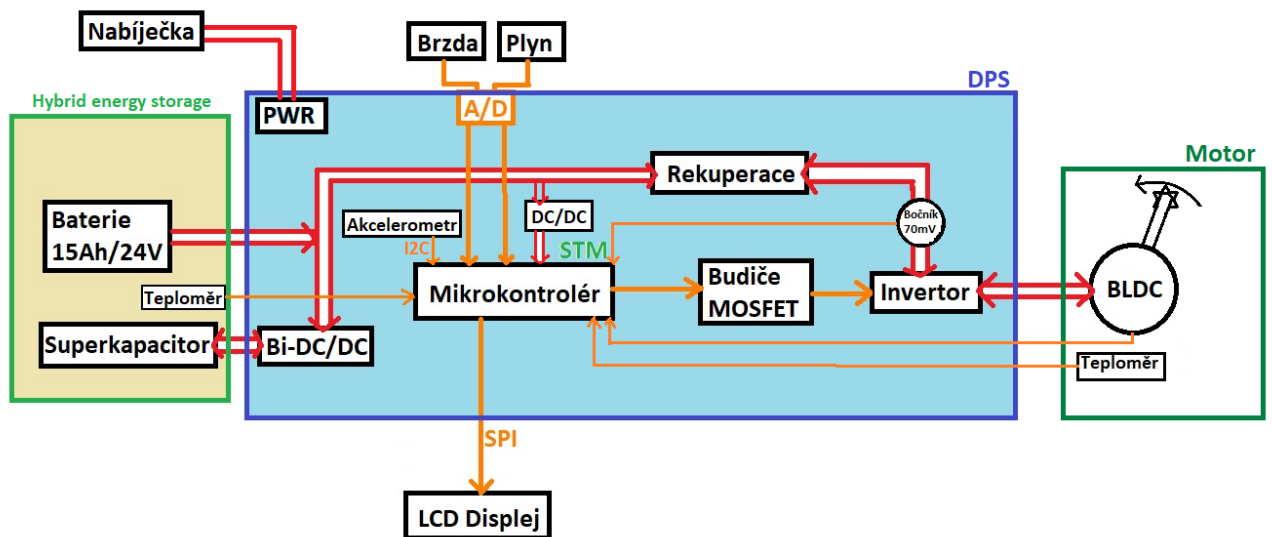 Nabíječka
Brzda
Plyn
DPS
Hybrid energy storage
PWR
A/D
Motor
Rekuperace
Baterie
15Ah/24V
Akcelerometr
DC/DC
Bočník
70mV
I2C
STM
Teploměr
Mikrokontrolér
Budiče
MOSFET
Invertor
BLDC
Superkapacitor
Bi-DC/DC
Teploměr
SPI
LCD Displej